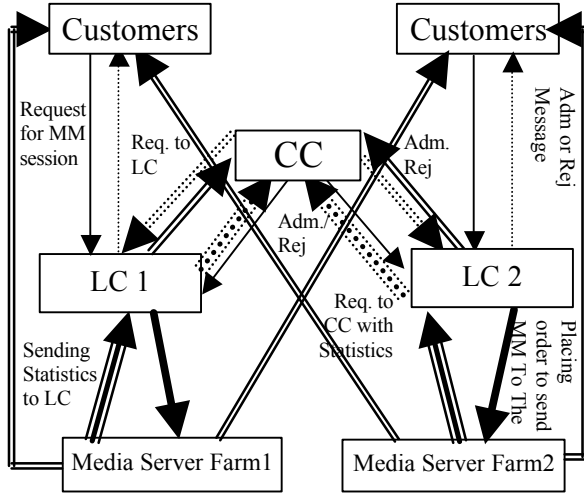 Customers
Customers
Request
for MM
session
Req. to
LC
CC
Adm.
Rej
Adm or Rej
Message
Adm./
Rej
LC 1
LC 2
Req. to
CC with
Statistics
Sending
Statistics
to LC
Placing
order to send
MM To The
Media Server Farm1
Media Server Farm2